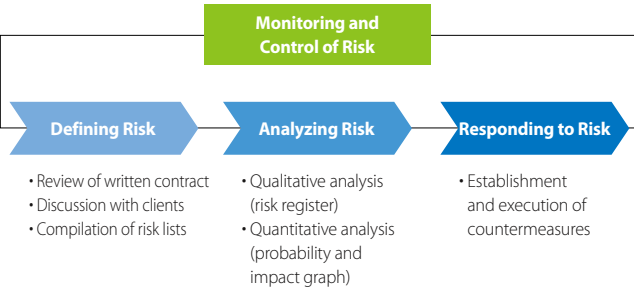 Monitoring and
Control of Risk
Defining Risk
Analyzing Risk
Responding to Risk
• Review of written contract
• Discussion with clients
• Compilation of risk lists
• Qualitative analysis
(risk register)
• Quantitative analysis
(probability and
impact graph)
• Establishment
and execution of
countermeasures